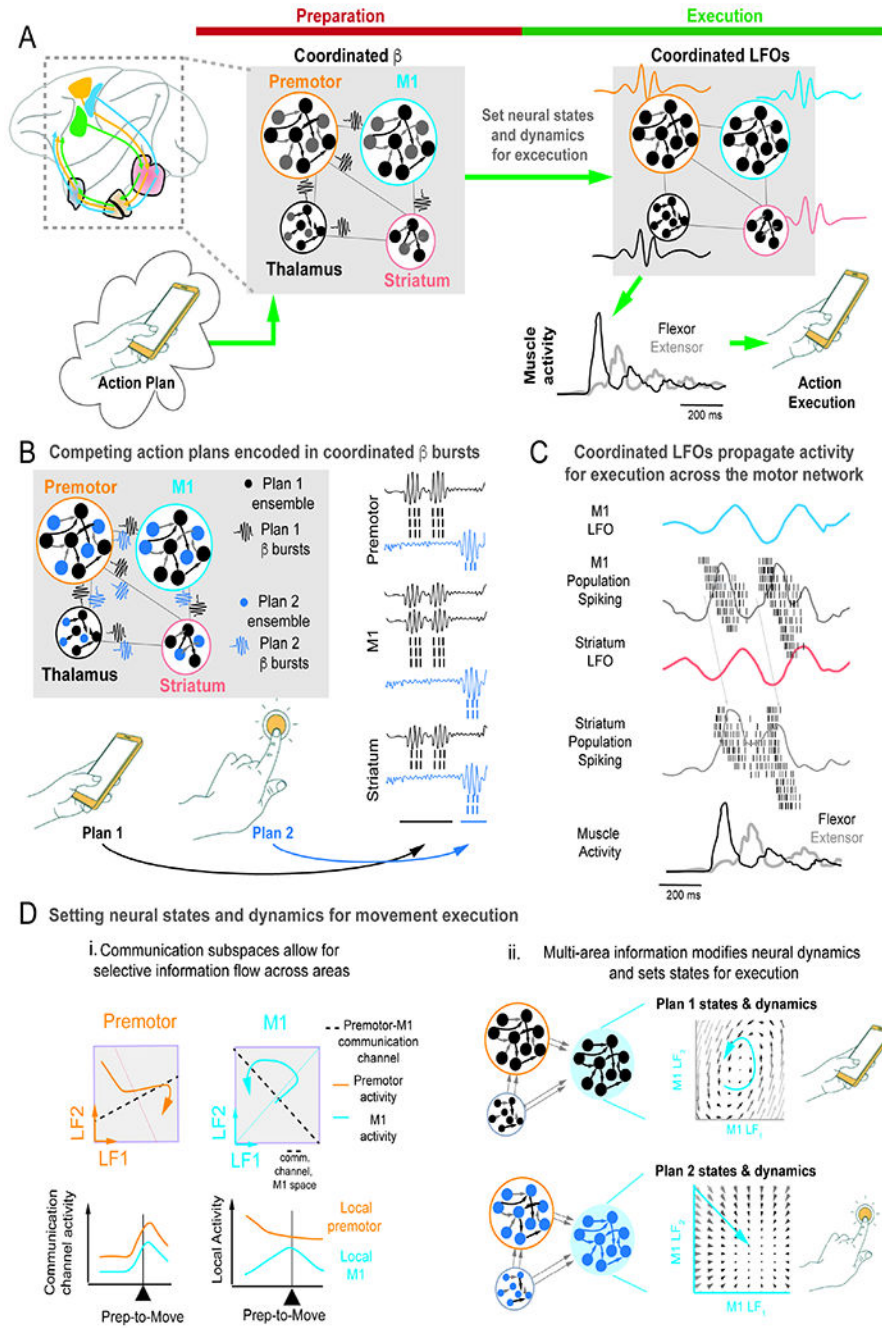 Preparation
Execution
A
Coordinated β
Coordinated LFOs
Premotor
M1
Set neural states
and dynamics
for excecution
Thalamus
Striatum
Action Plan
Muscle
activity
Flexor
Extensor
200 ms
Action
Execution
B
Competing action plans encoded in coordinated β bursts
Premotor
M1
Plan 1
ensemble
Plan 1
β bursts
Plan 2
ensemble
Plan 2
β bursts
Thalamus
Striatum
Premotor
M1
Striatum
Plan 1
Plan 2
C
Coordinated LFOs propagate activity
for execution across the motor network
M1
LFO
M1
Population
Spiking
Striatum
LFO
Striatum
Population
Spiking
Muscle
Activity
Flexor
Extensor
200 ms
D
Setting neural states and dynamics for movement execution
i. Communication subspaces allow for
selective information flow across areas
Premotor
M1
LF2
LF1
LF2
LF1
Premotor-M1
communication
channel
Premotor
activity
M1
activity
comm.
channel,
M1 space
Communication
channel activity
Prep-to-Move
Local Activity
Local
premotor
Local
M1
Prep-to-Move
ii. Multi-area information modifies neural dynamics
and sets states for execution
Plan 1 states & dynamics
M1 LF2
M1 LF1
Plan 2 states & dynamics
M1 LF2
M1 LF1